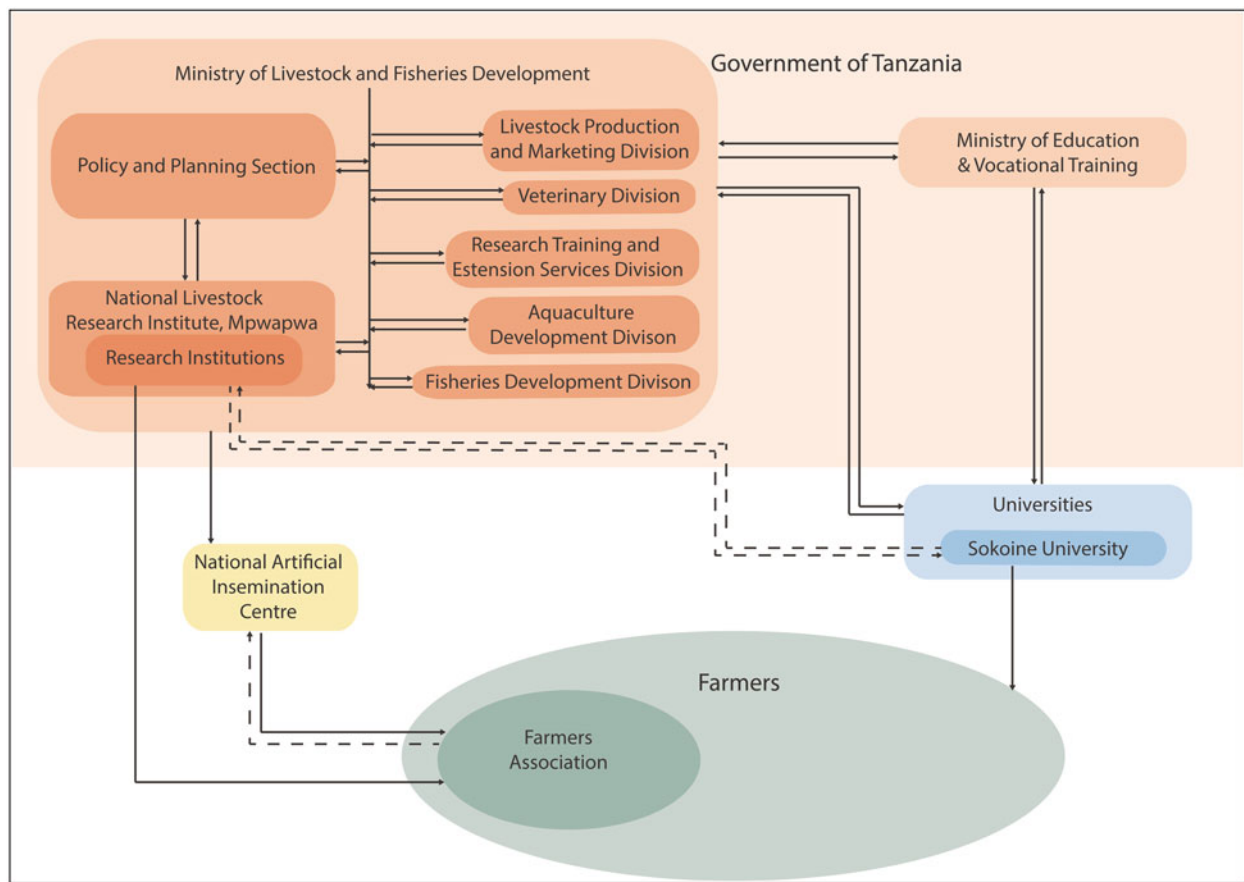 Government of Tanzania
Ministry of Livestock and Fisheries Development
Policy and Planning Section
Livestock Production
and Marketing Division
Veterinary Division
Research Training and
Estension Services Division
Aquaculture
Development Divison
Fisheries Development Divison
National Livestock
Research Institute, Mpwapwa
Research Institutions
Ministry of Education
& Vocational Training
Universities
Sokoine University
National Artificial
Insemination
Centre
Farmers
Farmers
Association